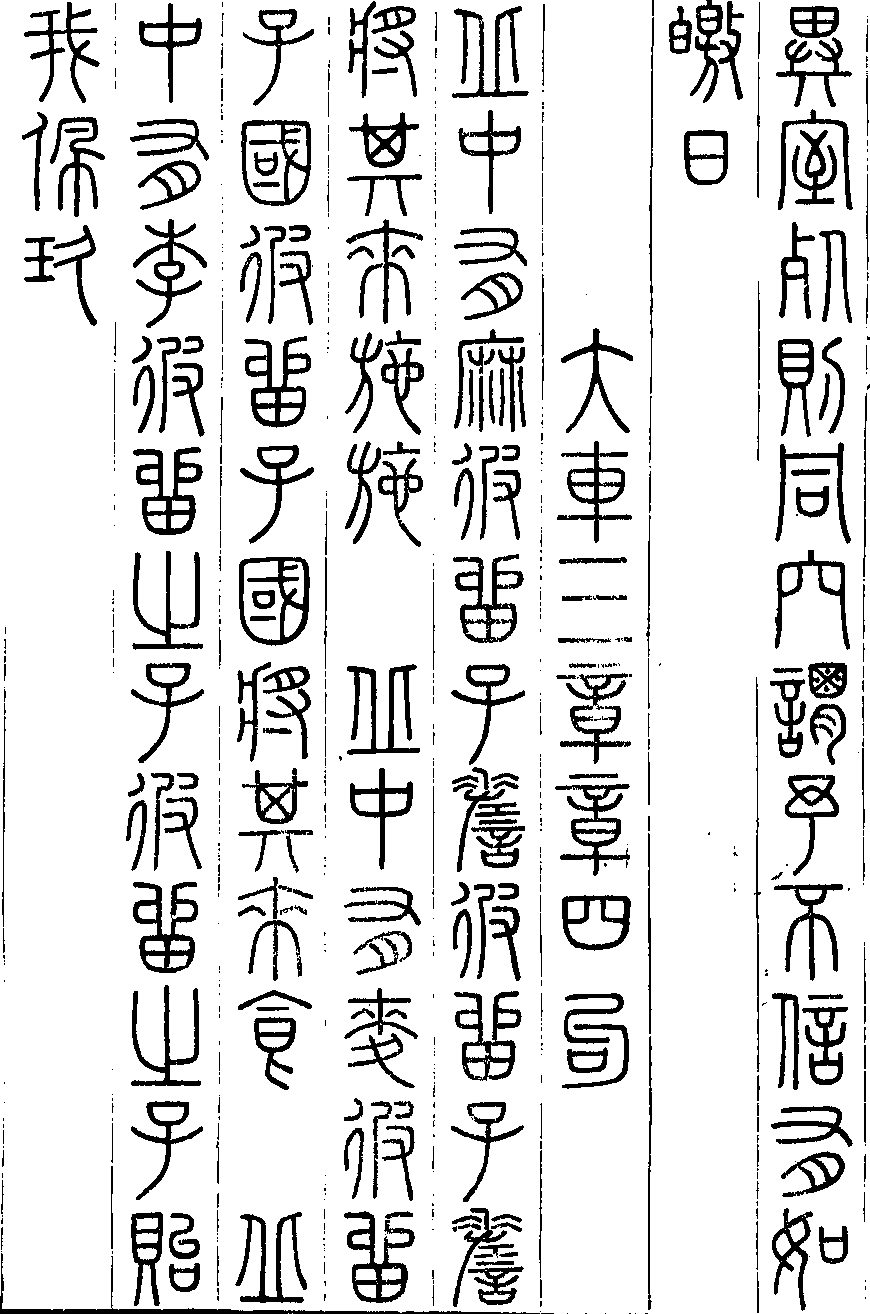 異室死則同穴謂予不信有如
皦日
大車三章章四句
丘中有麻彼留子嗟彼留子嗟
將其來施施　丘中有麥彼留
子國彼留子國將其來食　丘
中有李彼留之子彼留之子貽
我佩玖